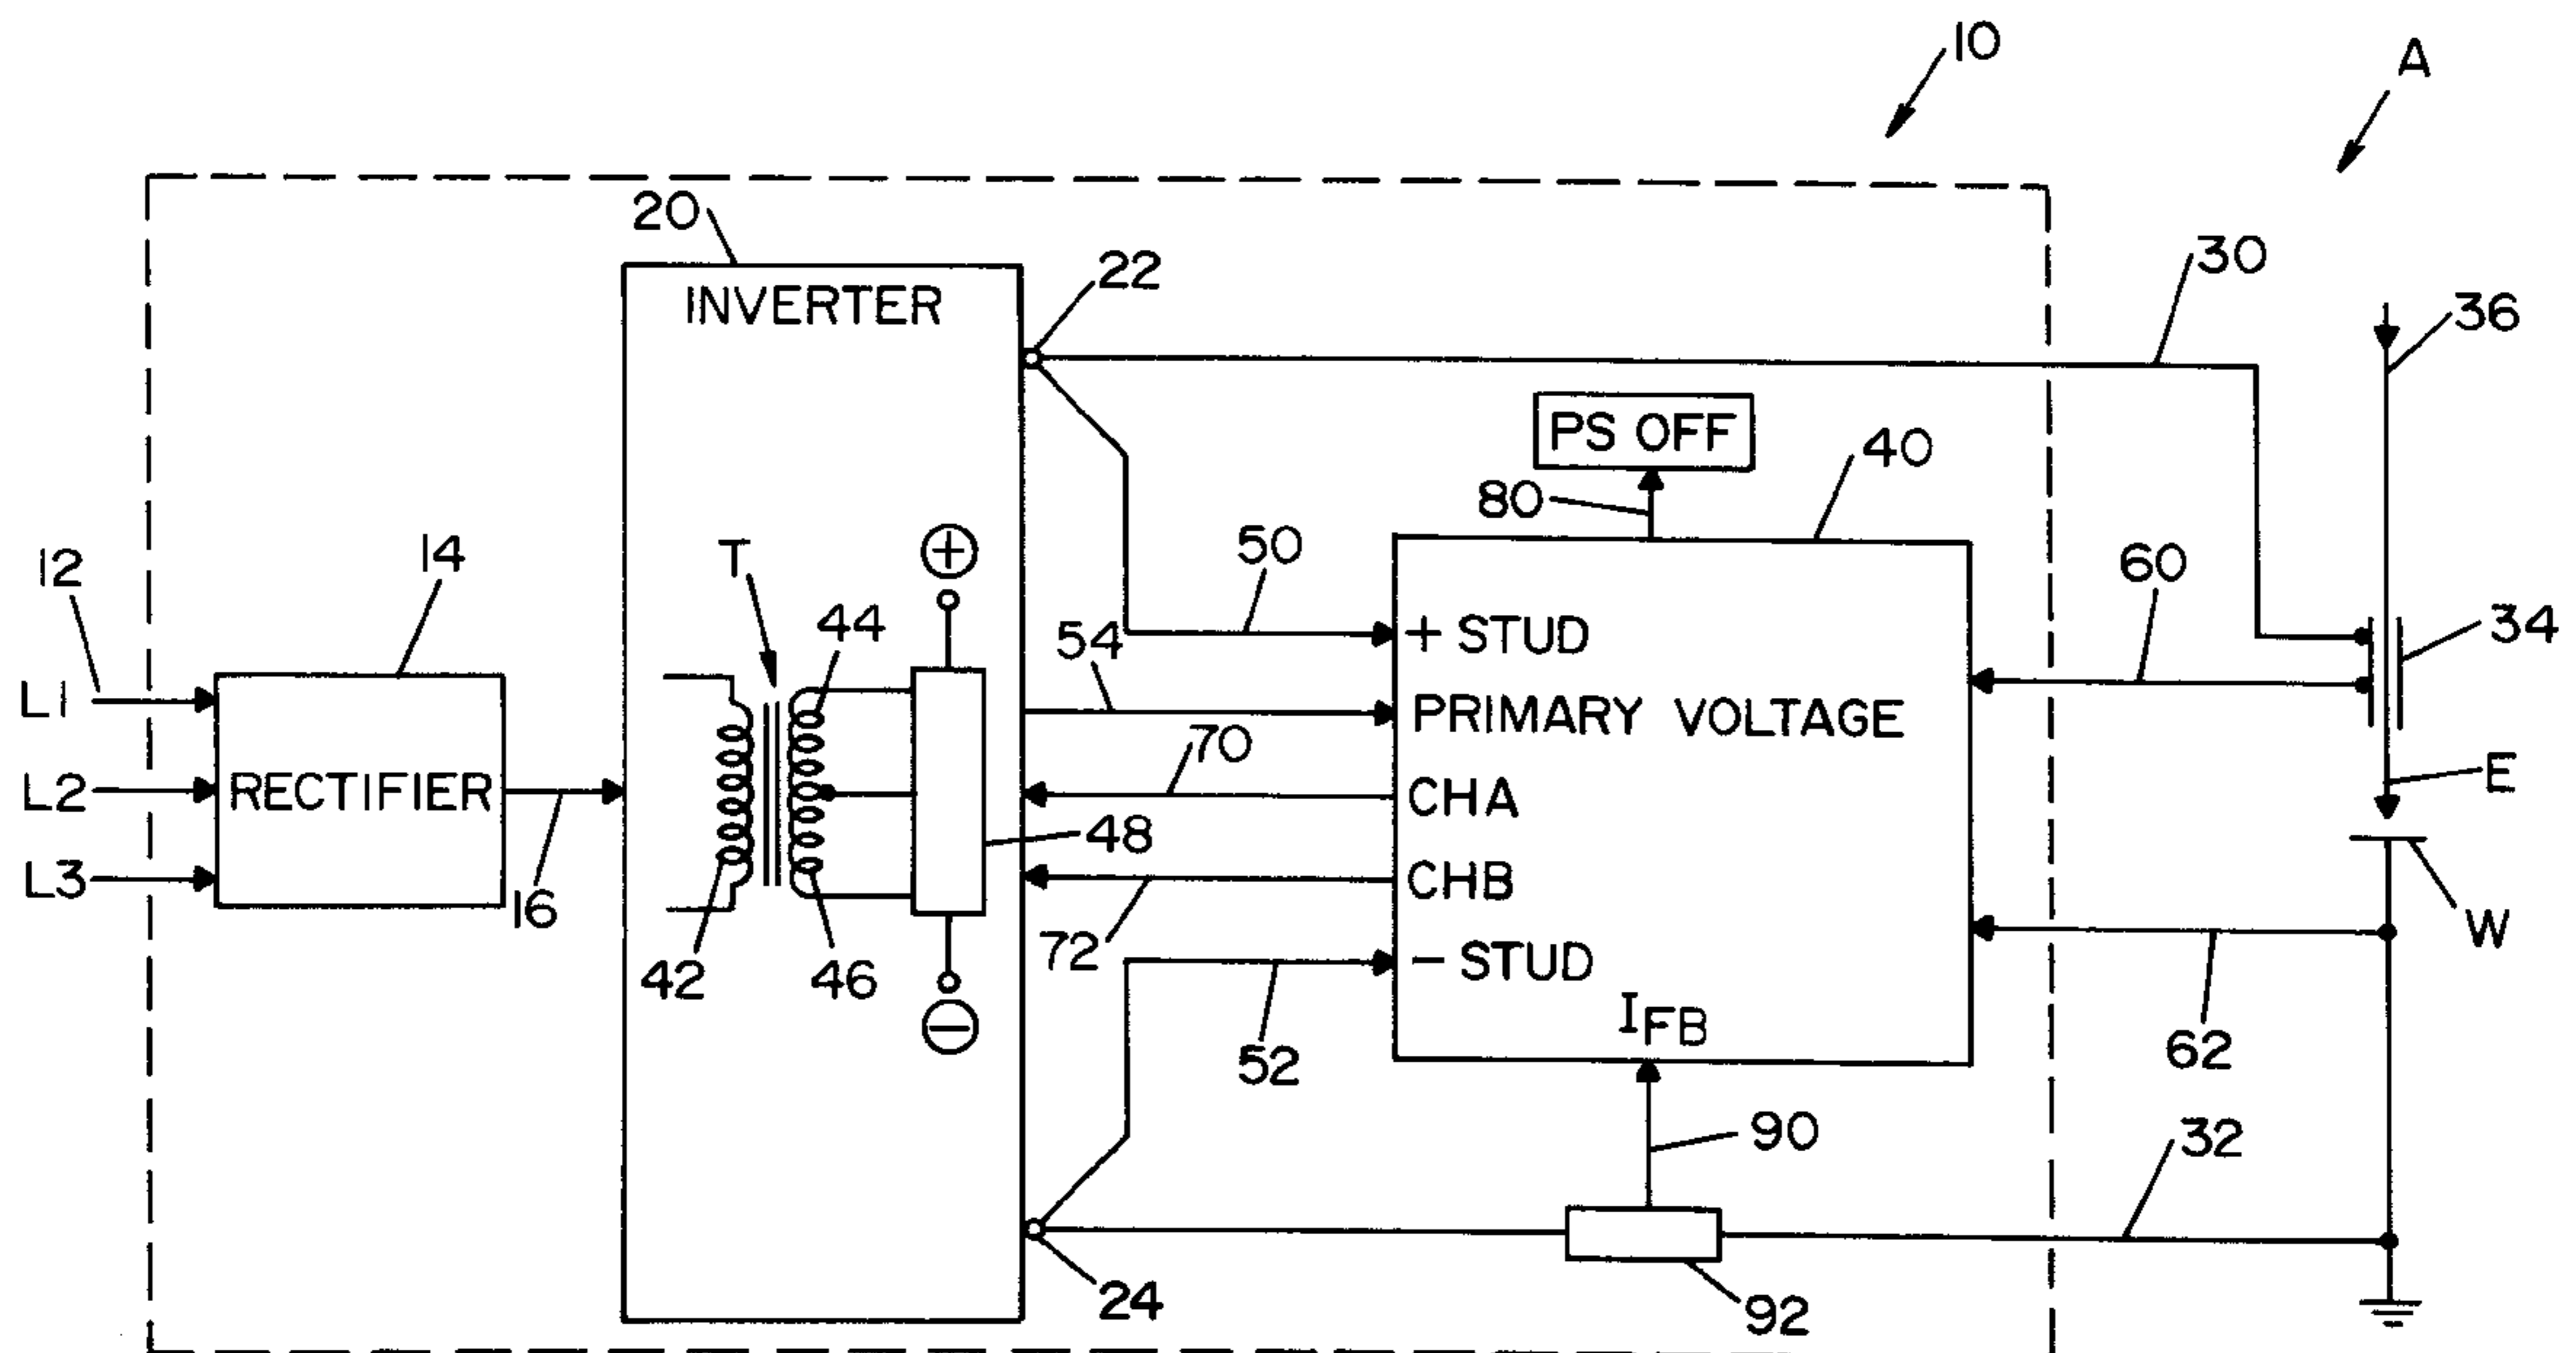 10
A
20
INVERTER
22
30
36
PS OFF
80
40
12
14
T
+
50
60
44
54
34
L1
+ STUD
PRIMARY VOLTAGE
70
E
L2
RECTIFIER
CHA
48
L3
16
CHB
W
42
46
72
- STUD
−
52
IFB
62
90
32
24
92